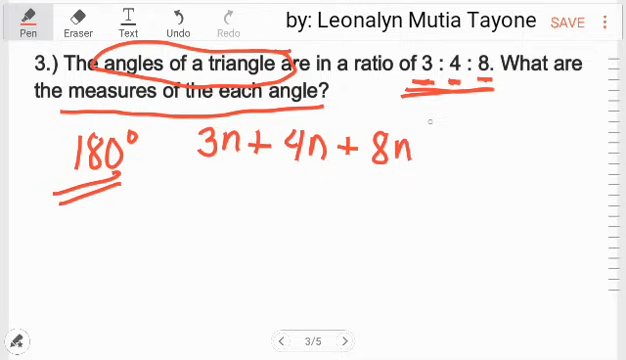 by: Leonalyn Mutia Tayone
SAVE
Pen Eraser Text Undo Redo
3.) The angles of a triangle are in a ratio of 3 : 4 : 8. What are
the measures of the each angle?
180° 3n + 4n + 8n
3/5